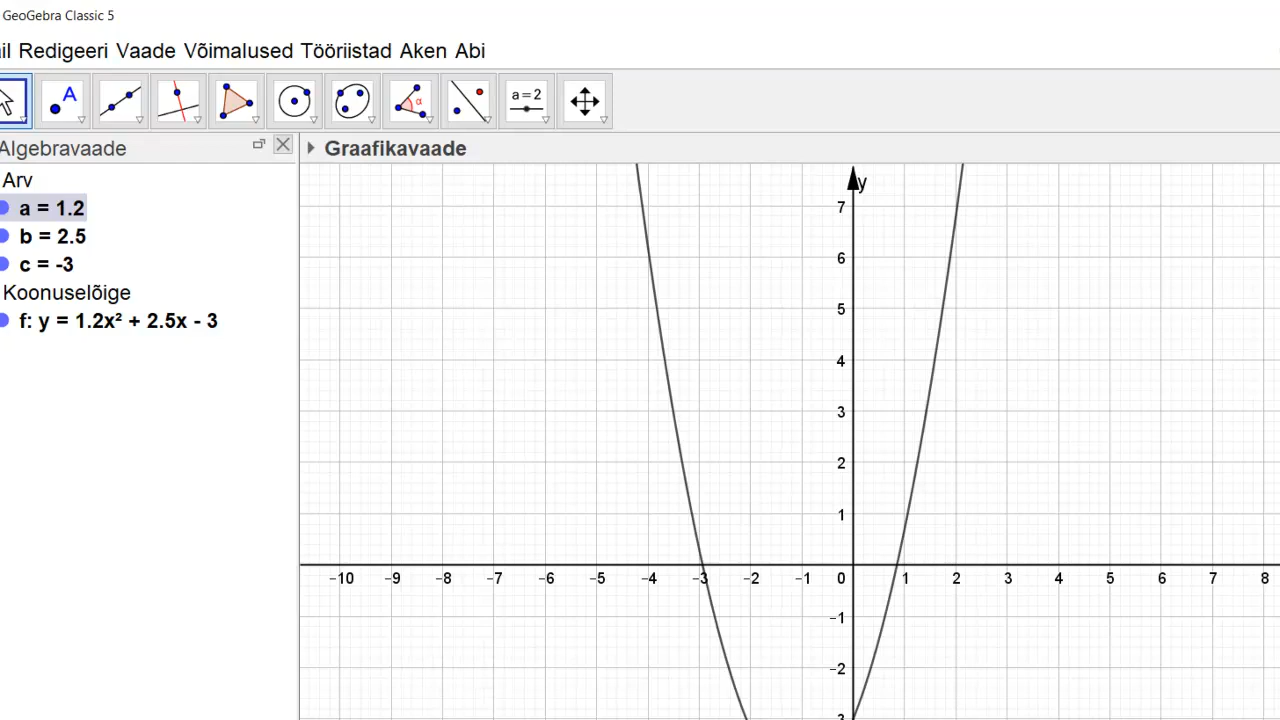 GeoGebra Classic 5
il Redigeeri Vaade Võimalused Tööriistad Aken Abi
A
α
a = 2
Algebravaade
Graafikavaade
Arv
a = 1.2
b = 2.5
c = -3
Koonuselõige
f: y = 1.2x² + 2.5x - 3
y
7
6
5
4
3
2
1
-10 -9 -8 -7 -6 -5 -4 -3 -2 -1 0 1 2 3 4 5 6 7 8
-1
-2